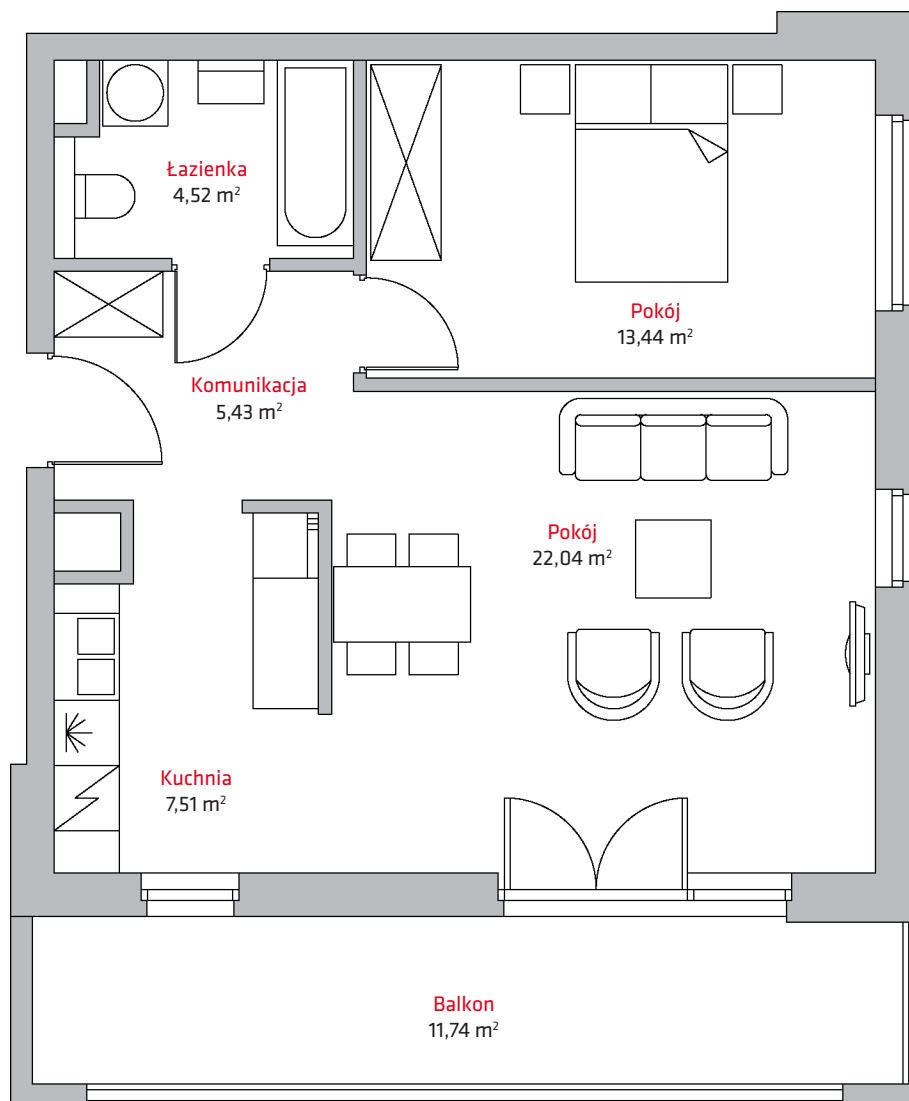 Łazienka
4,52 m²
Pokój
13,44 m²
Komunikacja
5,43 m²
Pokój
22,04 m²
Kuchnia
7,51 m²
Balkon
11,74 m²